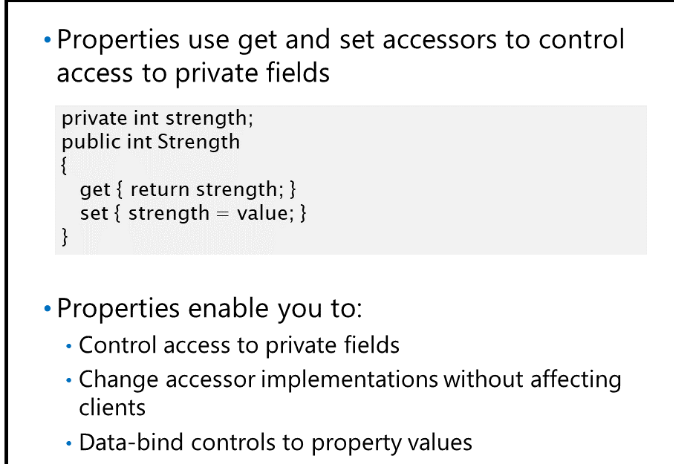 • Properties use get and set accessors to control
access to private fields
private int strength;
public int Strength
{
get { return strength; }
set { strength = value; }
}
• Properties enable you to:
• Control access to private fields
• Change accessor implementations without affecting
clients
• Data-bind controls to property values